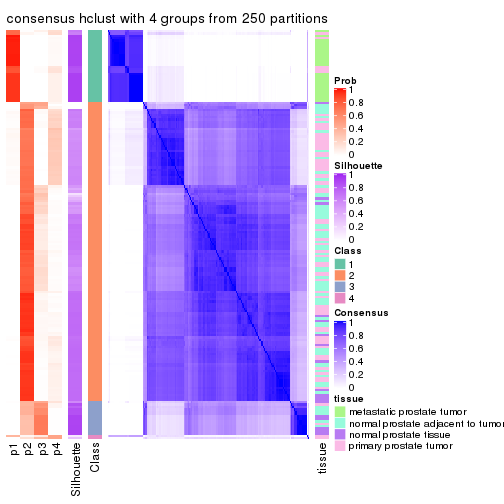 consensus hclust with 4 groups from 250 partitions
Prob
1
0.8
0.6
0.4
0.2
0
Silhouette
1
0.8
0.6
0.4
0.2
0
Class
1
2
3
4
Consensus
1
0.8
0.6
0.4
0.2
0
tissue
metastatic prostate tumor
normal prostate adjacent to tumor
normal prostate tissue
primary prostate tumor
p1
p2
p3
p4
Silhouette
Class
tissue